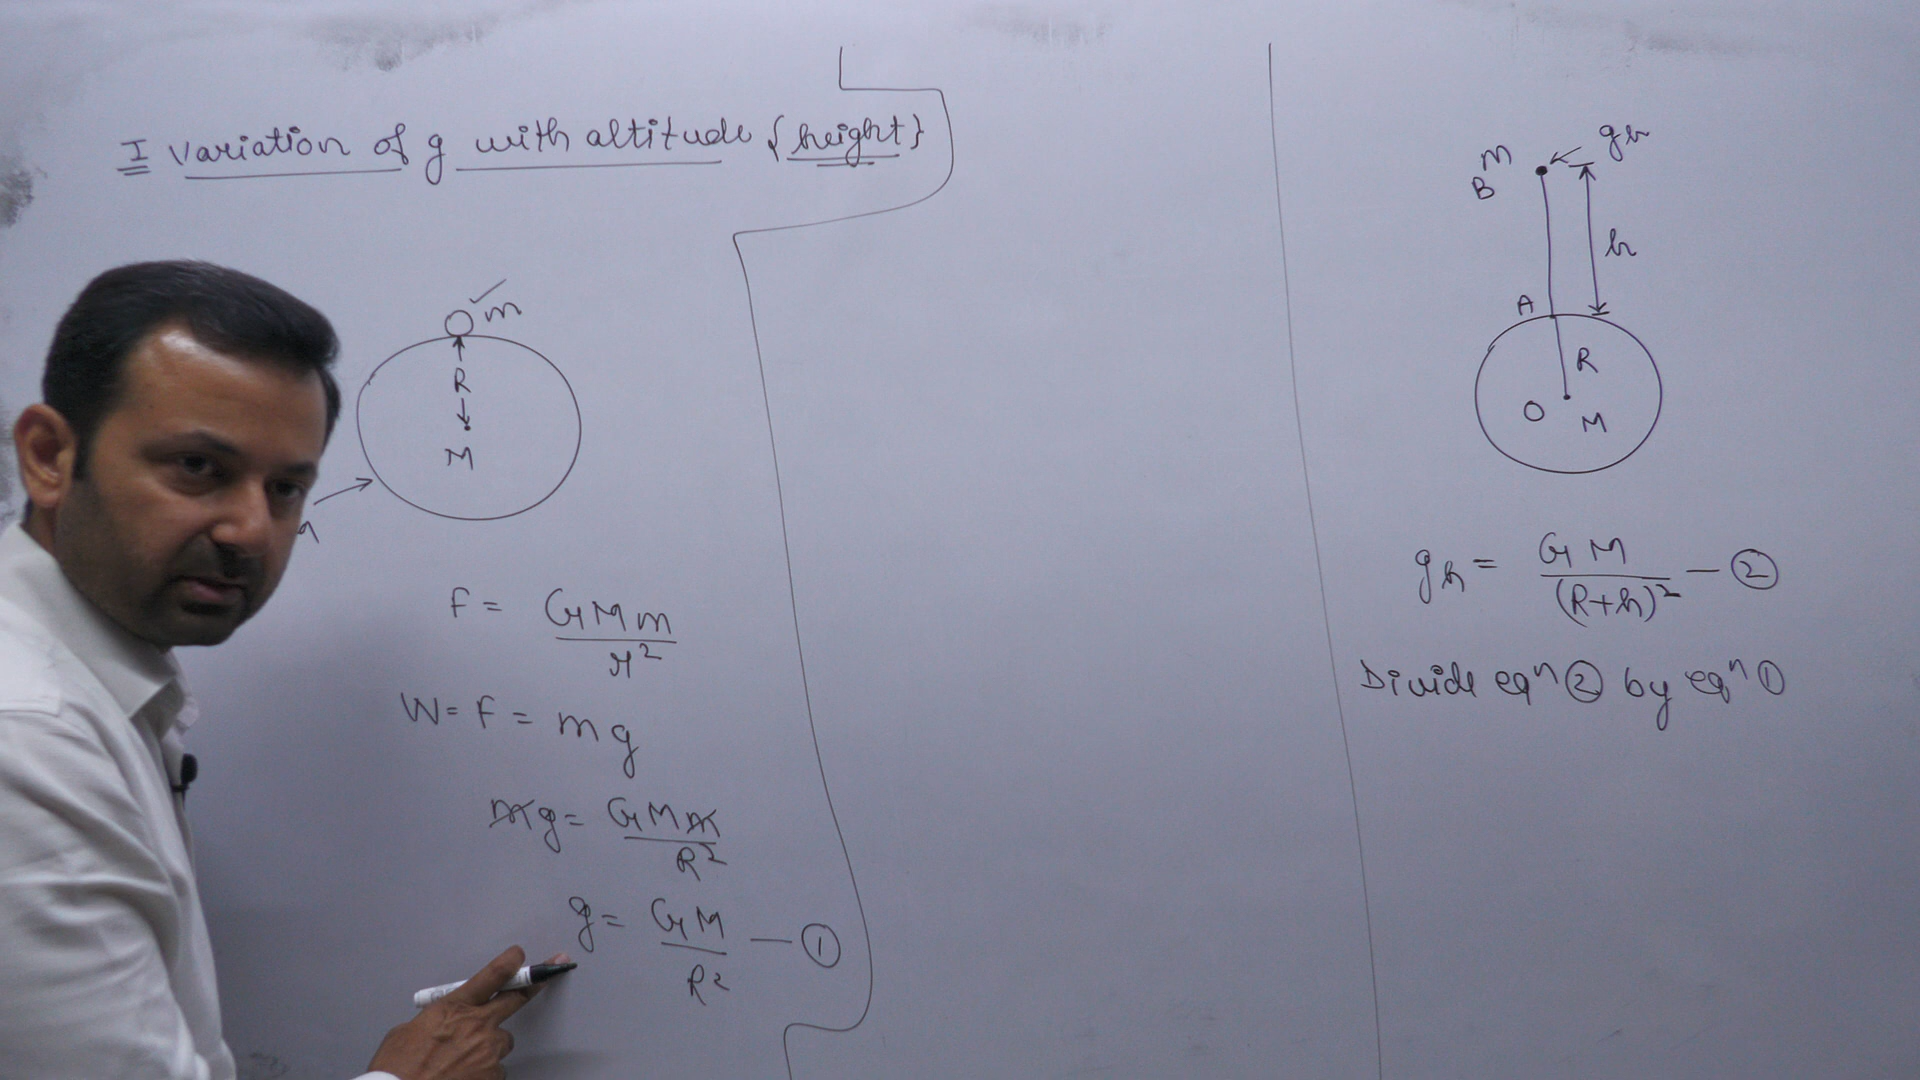 I variation of g with altitude {height}
m
R
M
F = GMm
r²
W = F = mg
mg = GMm
R²
g = GM — ①
R²
gh
m
B
h
A
R
O
M
gh = GM — ②
(R+h)²
Divide eqⁿ ② by eqⁿ ①